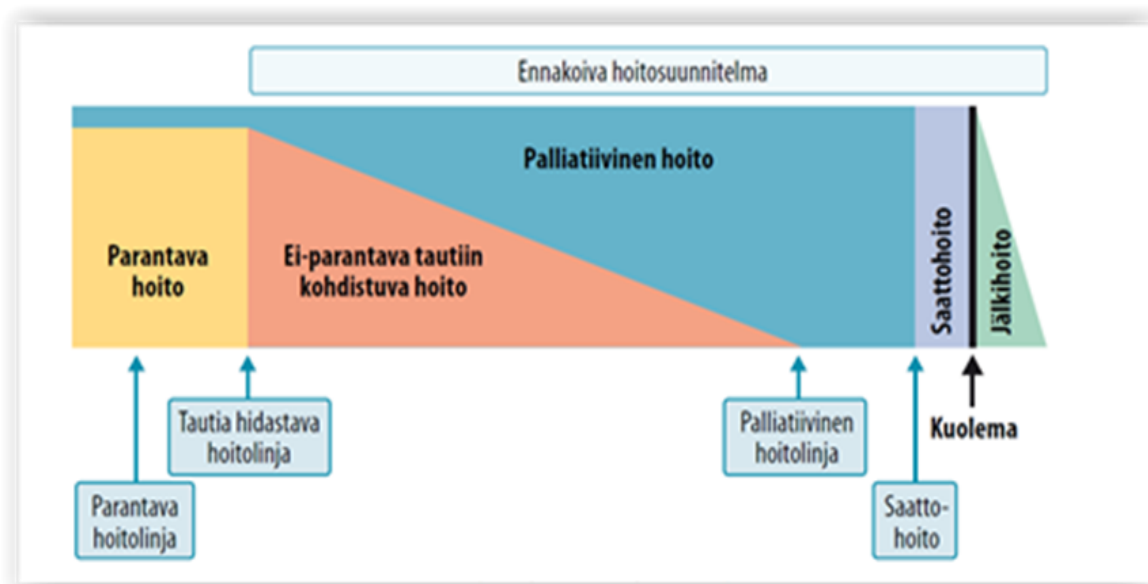 Ennakoiva hoitosuunnitelma
Palliatiivinen hoito
Parantava
hoito
Ei-parantava tautiin
kohdistuva hoito
Saattohoito
Jälkihoito
Tautia hidastava
hoitolinja
Palliatiivinen
hoitolinja
Kuolema
Parantava
hoitolinja
Saatto-
hoito